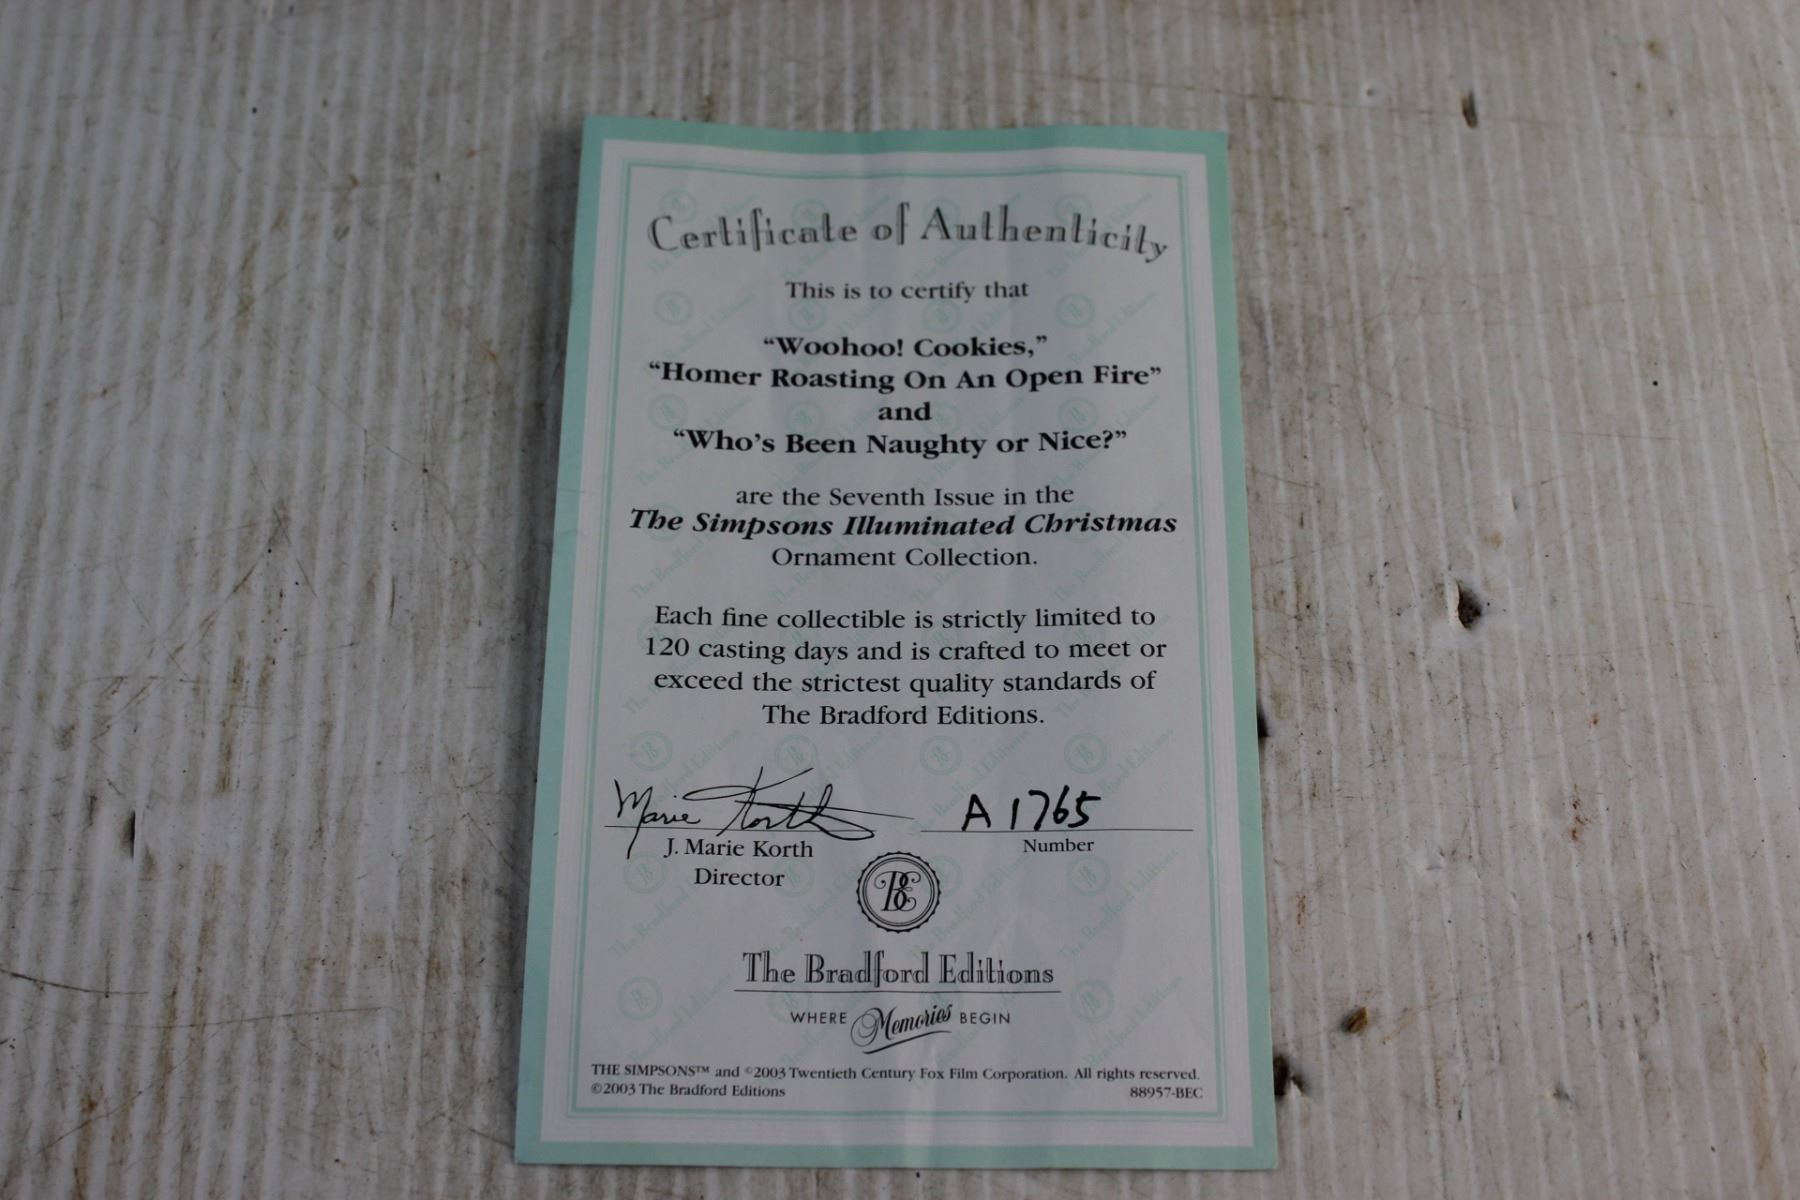 Certificate of Authenticity
This is to certify that
“Woohoo! Cookies,”
“Homer Roasting On An Open Fire”
and
“Who’s Been Naughty or Nice?”
are the Seventh Issue in the
The Simpsons Illuminated Christmas
Ornament Collection.
Each fine collectible is strictly limited to
120 casting days and is crafted to meet or
exceed the strictest quality standards of
The Bradford Editions.
Marie Korth
A 1765
J. Marie Korth
Number
Director
BE
The Bradford Editions
WHERE Memories BEGIN
THE SIMPSONS™ and ©2003 Twentieth Century Fox Film Corporation. All rights reserved.
©2003 The Bradford Editions
88957-BEC